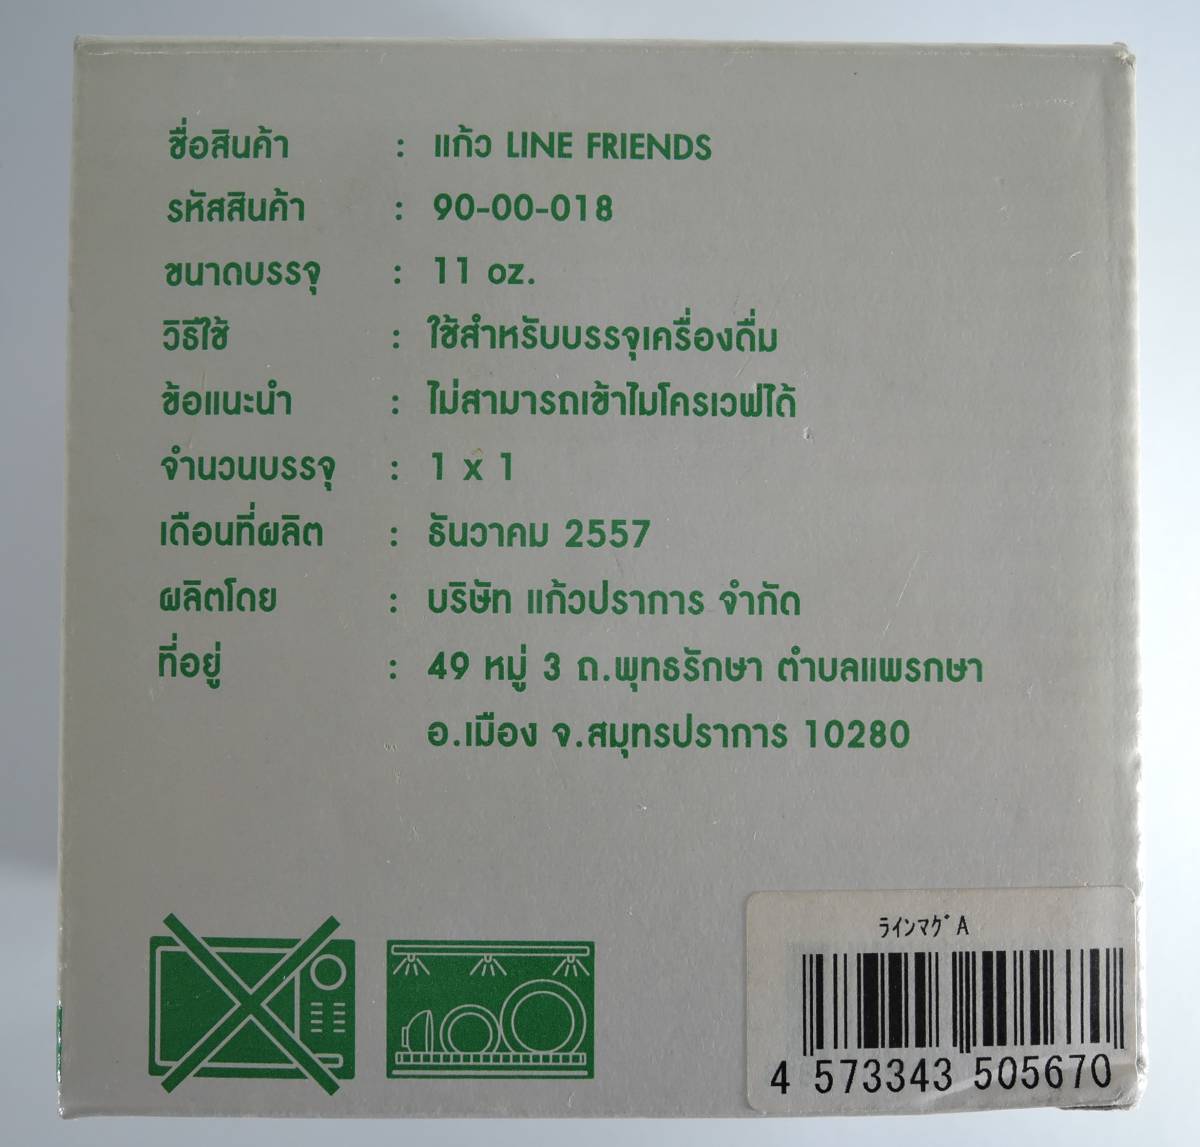 ชื่อสินค้า : แก้ว LINE FRIENDS
รหัสสินค้า : 90-00-018
ขนาดบรรจุ : 11 oz.
วิธีใช้ : ใช้สำหรับบรรจุเครื่องดื่ม
ข้อแนะนำ : ไม่สามารถเข้าไมโครเวฟได้
จำนวนบรรจุ : 1 x 1
เดือนที่ผลิต : ธันวาคม 2557
ผลิตโดย : บริษัท แก้วปราการ จำกัด
ที่อยู่ : 49 หมู่ 3 ถ.พุทธรักษา ตำบลแพรกษา
อ.เมือง จ.สมุทรปราการ 10280
ﾗｲﾝﾏｸﾞA
4 573343 505670